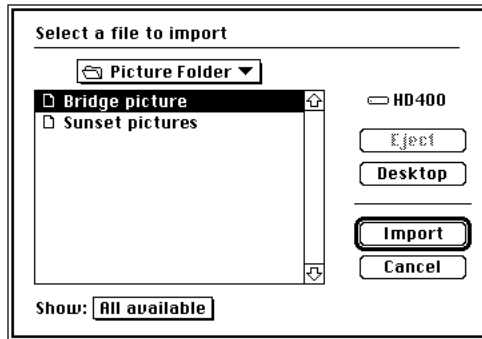 Select a file to import
Picture Folder
Bridge picture
Sunset pictures
HD400
Eject
Desktop
Import
Cancel
Show: All available